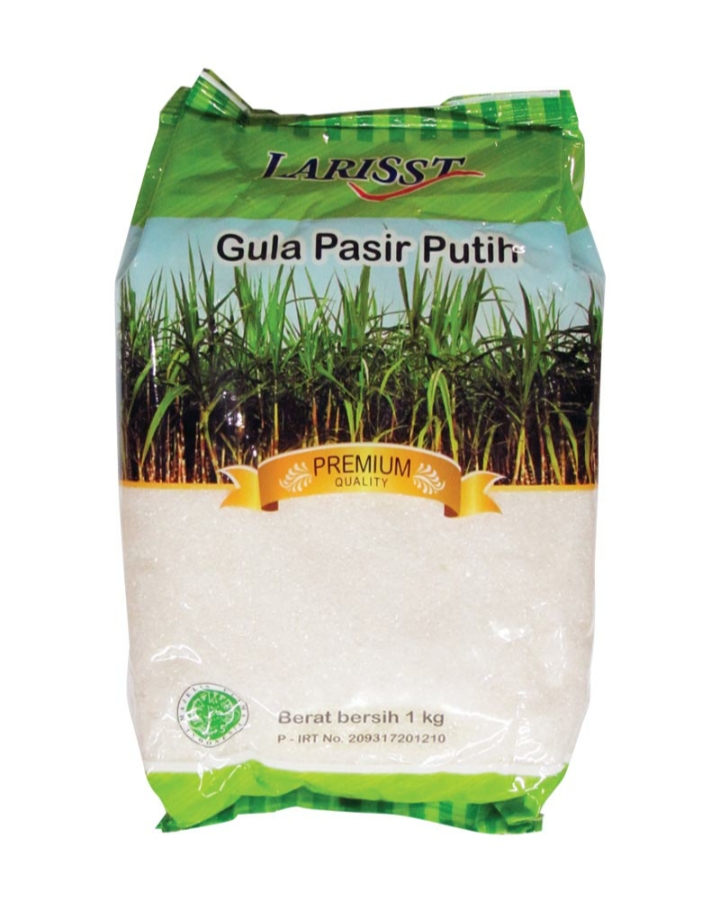 LARISST
Gula Pasir Putih
PREMIUM
QUALITY
Berat bersih 1 kg
P - IRT No. 209317201210